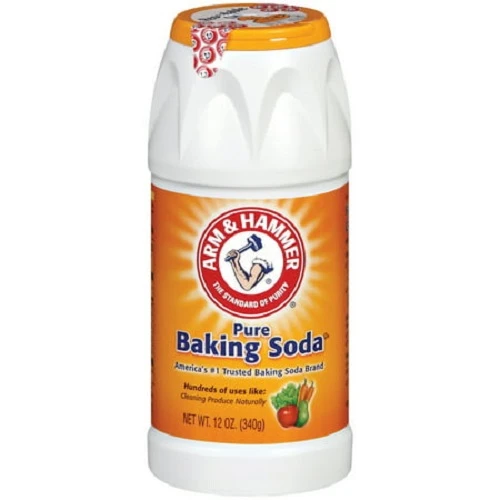 ARM & HAMMER
THE STANDARD OF PURITY
Pure
Baking Soda
America's #1 Trusted Baking Soda Brand
Hundreds of uses like:
Cleaning Produce Naturally
NET WT. 12 OZ. (340g)